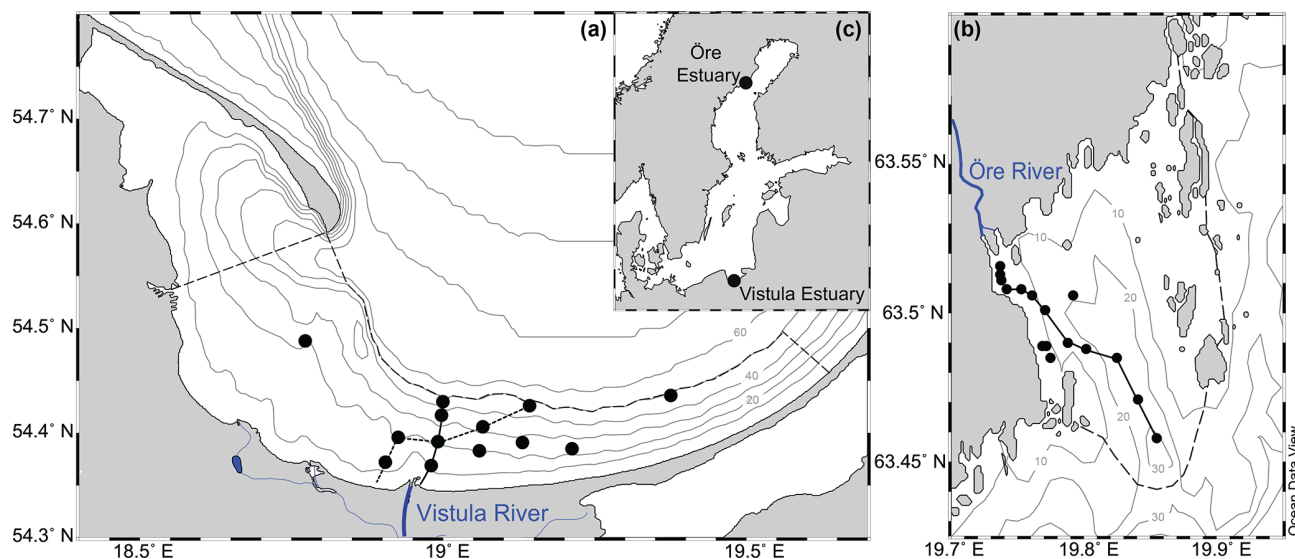 (a)
54.7° N
54.6° N
54.5° N
54.4° N
54.3° N
18.5° E
19° E
19.5° E
60
40
20
Vistula River
(c)
Öre
Estuary
Vistula Estuary
(b)
63.55° N
63.5° N
63.45° N
19.7° E
19.8° E
19.9° E
Öre River
10
10
20
20
10
30
30
Ocean Data View